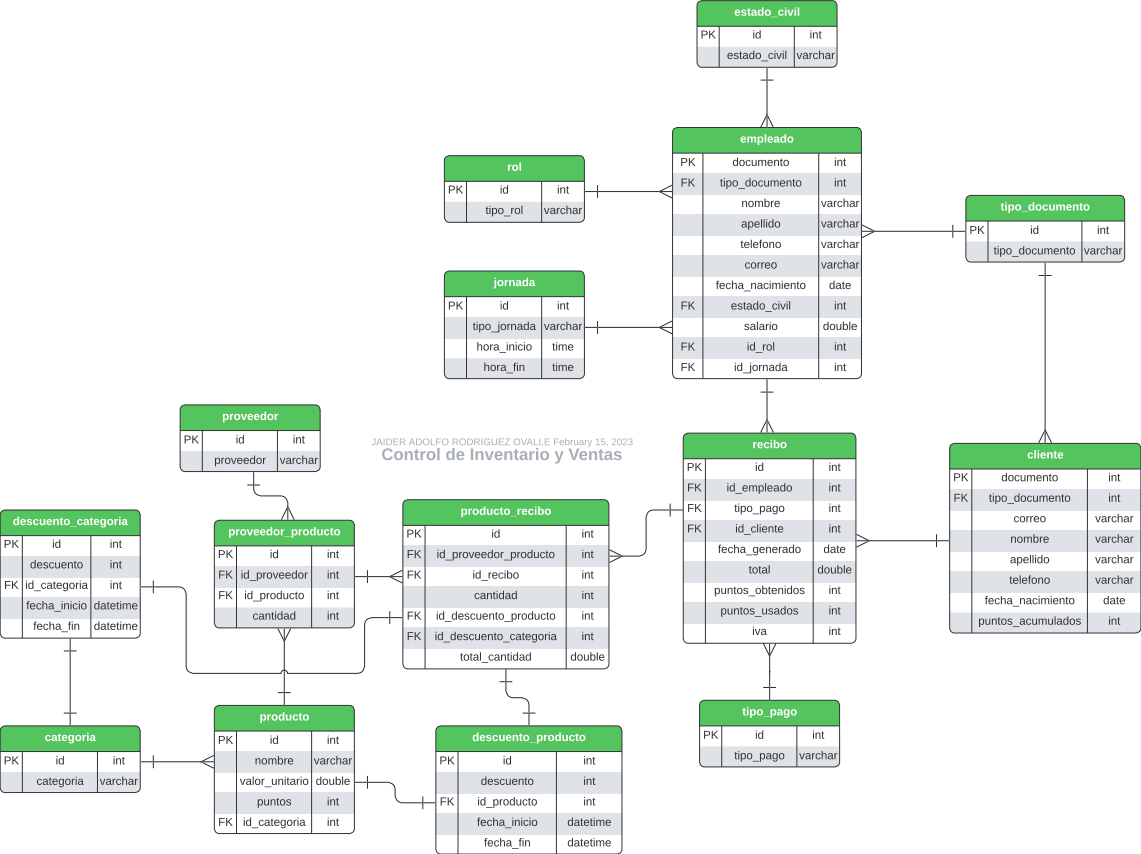 estado_civil
PK id int
estado_civil varchar
empleado
PK documento int
FK tipo_documento int
nombre varchar
apellido varchar
telefono varchar
correo varchar
fecha_nacimiento date
FK estado_civil int
salario double
FK id_rol int
FK id_jornada int
rol
PK id int
tipo_rol varchar
tipo_documento
PK id int
tipo_documento varchar
jornada
PK id int
tipo_jornada varchar
hora_inicio time
hora_fin time
proveedor
PK id int
proveedor varchar
JAIDER ADOLFO RODRIGUEZ OVALLE February 15, 2023
Control de Inventario y Ventas
recibo
PK id int
FK id_empleado int
FK tipo_pago int
FK id_cliente int
fecha_generado date
total double
puntos_obtenidos int
puntos_usados int
iva int
cliente
PK documento int
FK tipo_documento int
correo varchar
nombre varchar
apellido varchar
telefono varchar
fecha_nacimiento date
puntos_acumulados int
descuento_categoria
PK id int
descuento int
FK id_categoria int
fecha_inicio datetime
fecha_fin datetime
proveedor_producto
PK id int
FK id_proveedor int
FK id_producto int
cantidad int
producto_recibo
PK id int
FK id_proveedor_producto int
FK id_recibo int
cantidad int
FK id_descuento_producto int
FK id_descuento_categoria int
total_cantidad double
categoria
PK id int
categoria varchar
producto
PK id int
nombre varchar
valor_unitario double
puntos int
FK id_categoria int
descuento_producto
PK id int
descuento int
FK id_producto int
fecha_inicio datetime
fecha_fin datetime
tipo_pago
PK id int
tipo_pago varchar